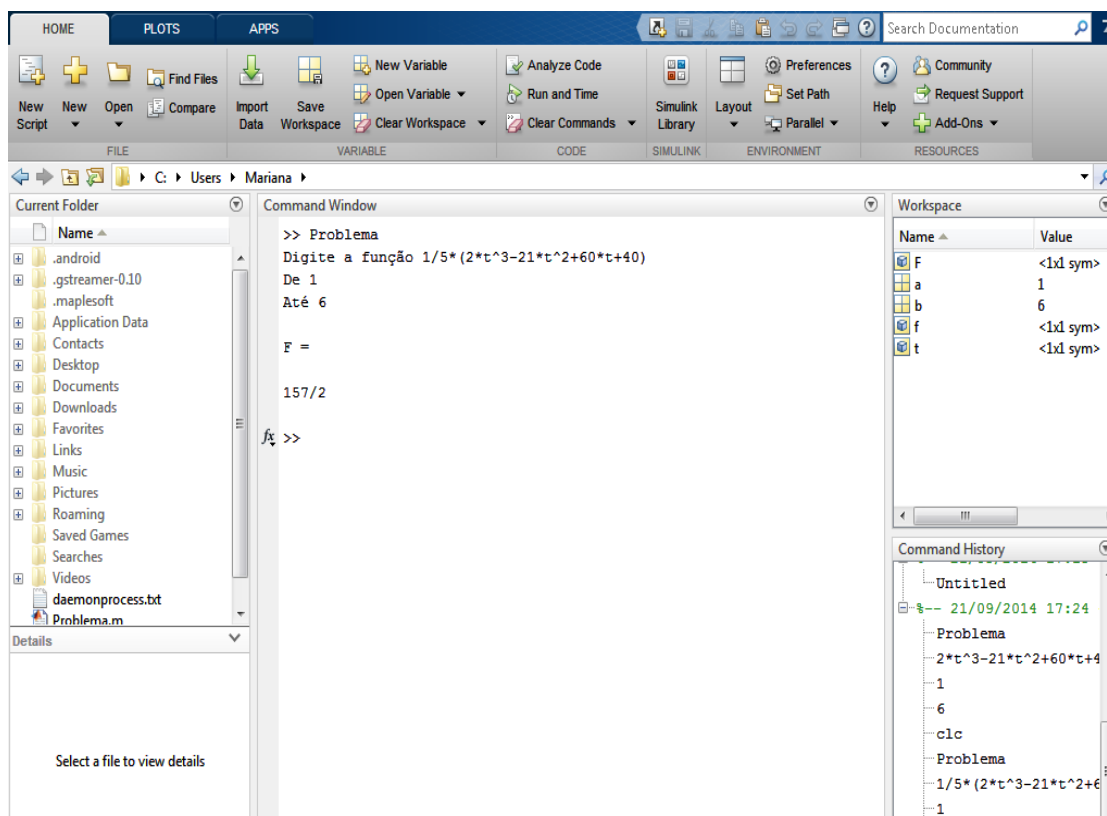 HOME PLOTS APPS
Search Documentation
New Script
New
Open
Find Files
Compare
FILE
Import Data
Save Workspace
New Variable
Open Variable
Clear Workspace
VARIABLE
Analyze Code
Run and Time
Clear Commands
CODE
Simulink Library
SIMULINK
Layout
Preferences
Set Path
Parallel
ENVIRONMENT
Help
Community
Request Support
Add-Ons
RESOURCES
C: Users Mariana
Current Folder
Name
.android
.gstreamer-0.10
.maplesoft
Application Data
Contacts
Desktop
Documents
Downloads
Favorites
Links
Music
Pictures
Roaming
Saved Games
Searches
Videos
daemonprocess.txt
Problema.m
Details
Select a file to view details
Command Window
>> Problema
Digite a função 1/5*(2*t^3-21*t^2+60*t+40)
De 1
Até 6
F =
157/2
fx >>
Workspace
Name Value
F <1x1 sym>
a 1
b 6
f <1x1 sym>
t <1x1 sym>
Command History
Untitled
%-- 21/09/2014 17:24
Problema
2*t^3-21*t^2+60*t+4
1
6
clc
Problema
1/5*(2*t^3-21*t^2+6
1